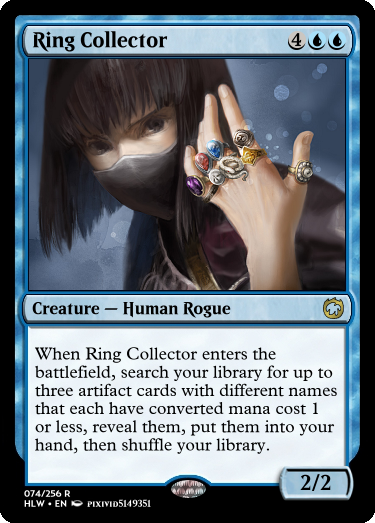 Ring Collector 4
Creature — Human Rogue
When Ring Collector enters the
battlefield, search your library for up to
three artifact cards with different names
that each have converted mana cost 1
or less, reveal them, put them into your
hand, then shuffle your library.
2/2
074/256 R
HLW • EN PIXIVID5149351